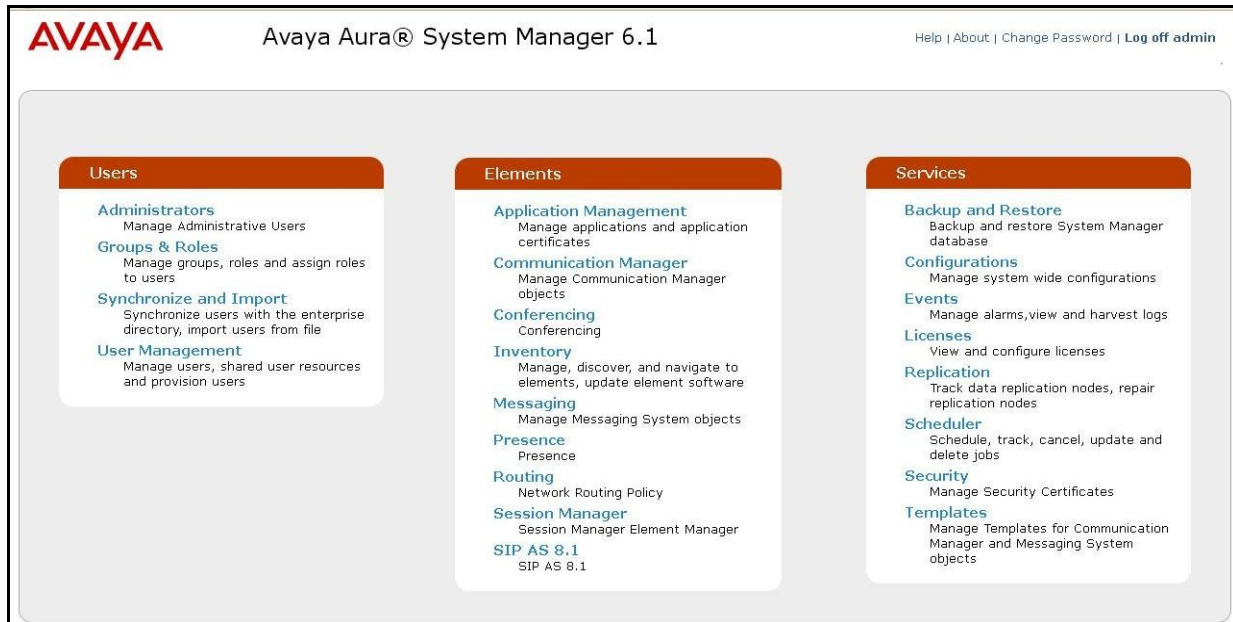 AVAYA
Avaya Aura® System Manager 6.1
Help | About | Change Password | Log off admin
Users
Administrators
Manage Administrative Users
Groups & Roles
Manage groups, roles and assign roles
to users
Synchronize and Import
Synchronize users with the enterprise
directory, import users from file
User Management
Manage users, shared user resources
and provision users
Elements
Application Management
Manage applications and application
certificates
Communication Manager
Manage Communication Manager
objects
Conferencing
Conferencing
Inventory
Manage, discover, and navigate to
elements, update element software
Messaging
Manage Messaging System objects
Presence
Presence
Routing
Network Routing Policy
Session Manager
Session Manager Element Manager
SIP AS 8.1
SIP AS 8.1
Services
Backup and Restore
Backup and restore System Manager
database
Configurations
Manage system wide configurations
Events
Manage alarms,view and harvest logs
Licenses
View and configure licenses
Replication
Track data replication nodes, repair
replication nodes
Scheduler
Schedule, track, cancel, update and
delete jobs
Security
Manage Security Certificates
Templates
Manage Templates for Communication
Manager and Messaging System
objects